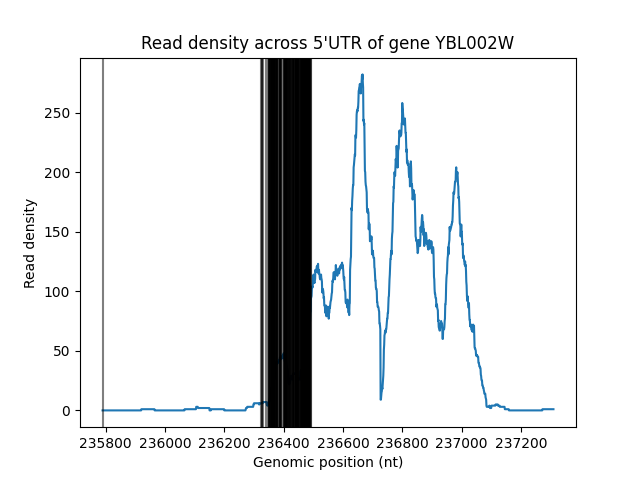 Read density across 5'UTR of gene YBL002W
Read density
250
200
150
100
50
0
235800 236000 236200 236400 236600 236800 237000 237200
Genomic position (nt)